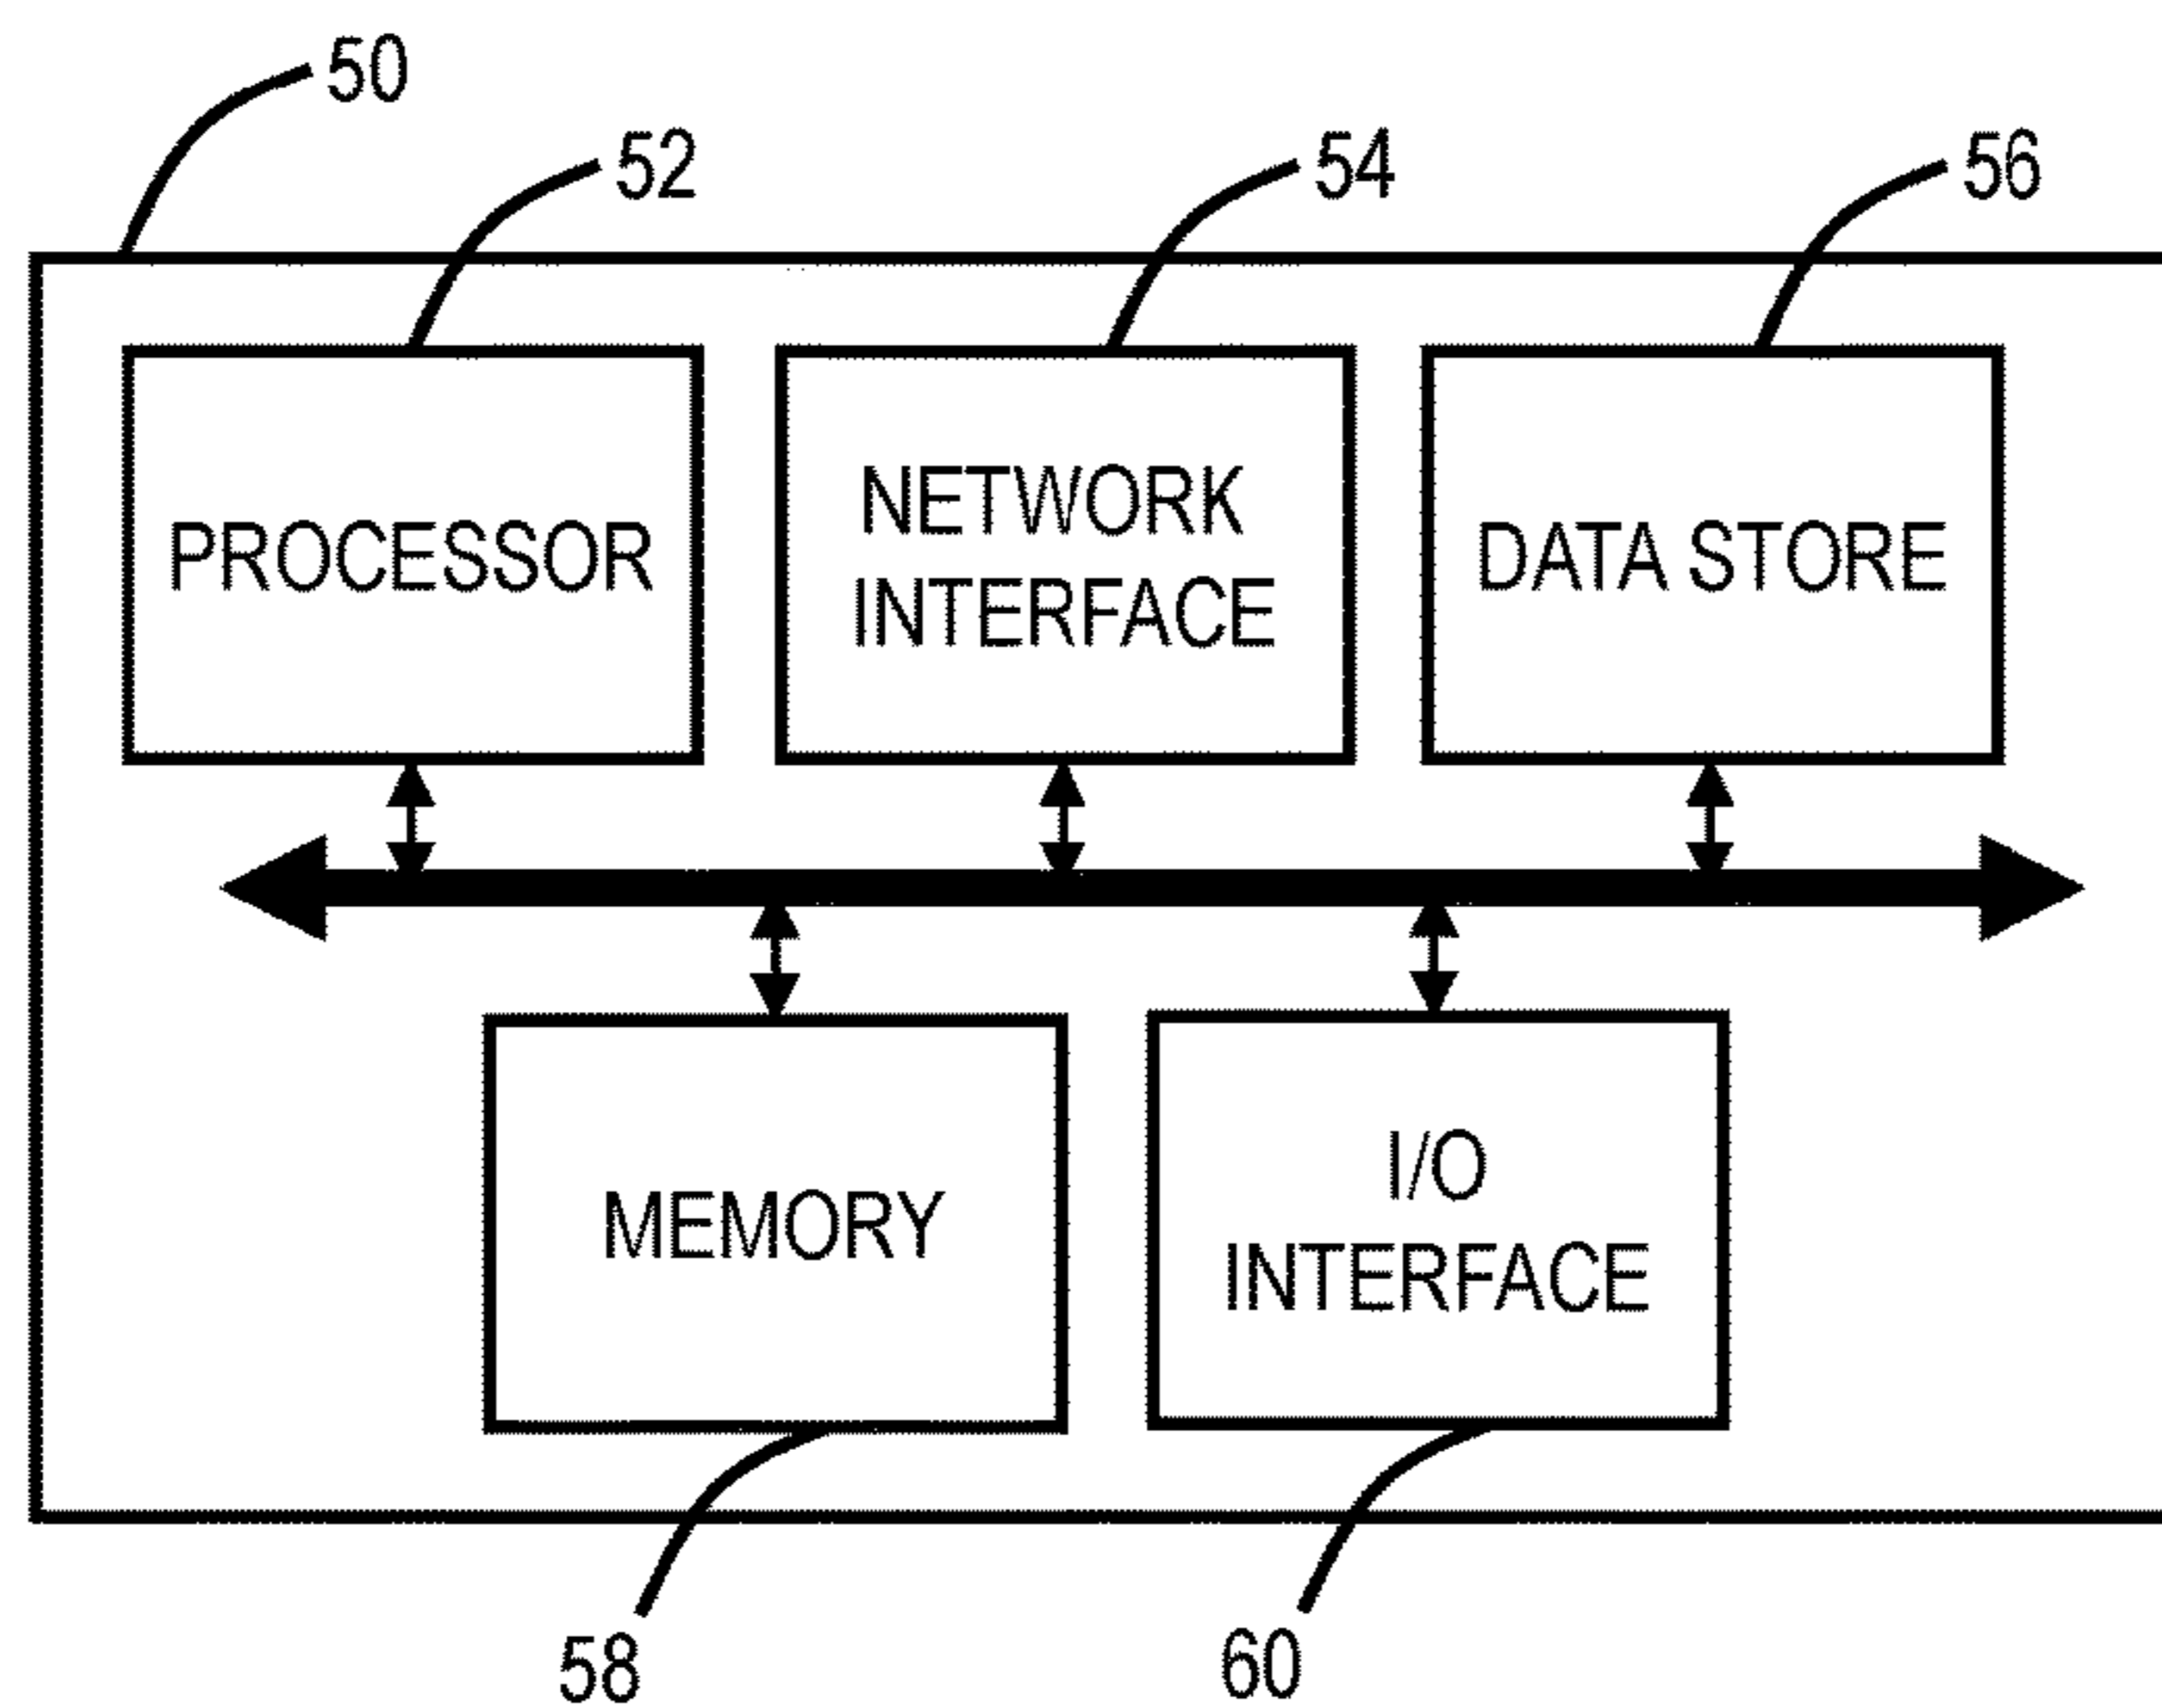 50
52
54
56
PROCESSOR
NETWORK
INTERFACE
DATA STORE
MEMORY
I/O
INTERFACE
58
60